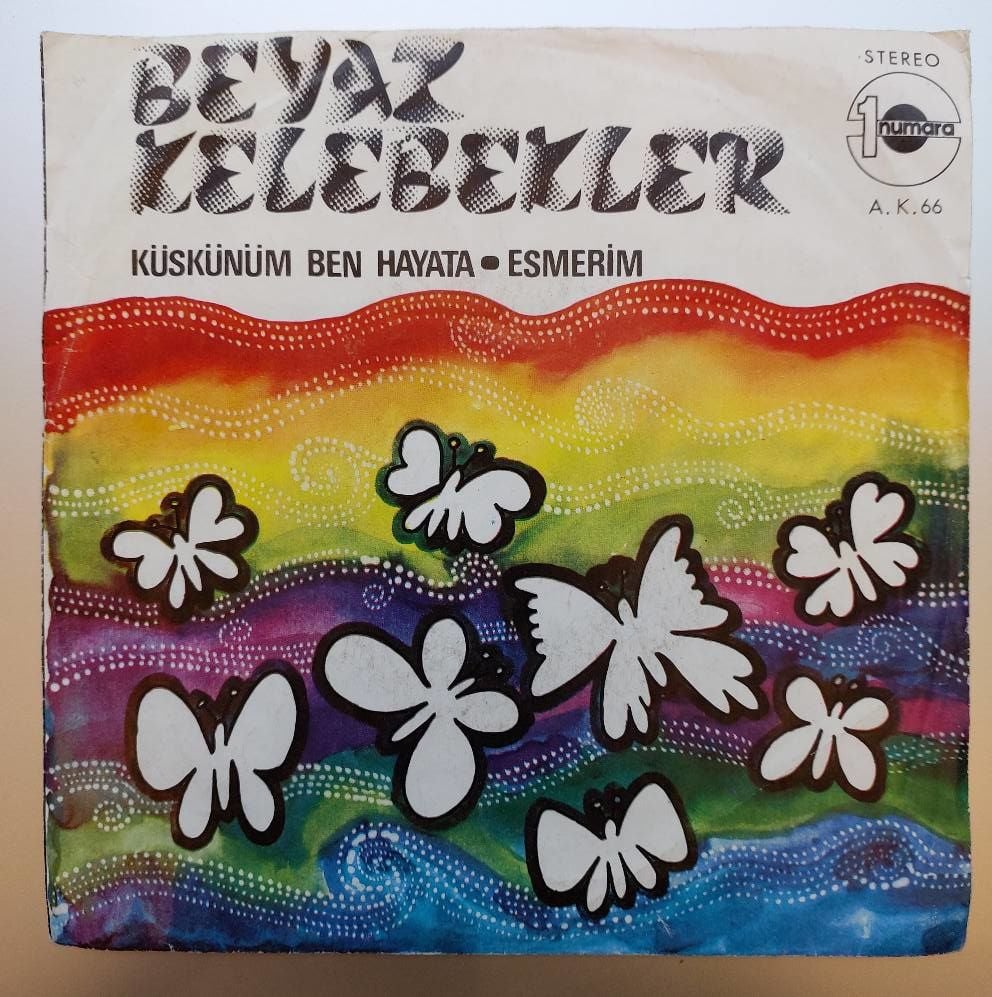 BEYAZ
KELEBEKLER
KÜSKÜNÜM BEN HAYATA • ESMERİM
STEREO
1 numara
A. K. 66